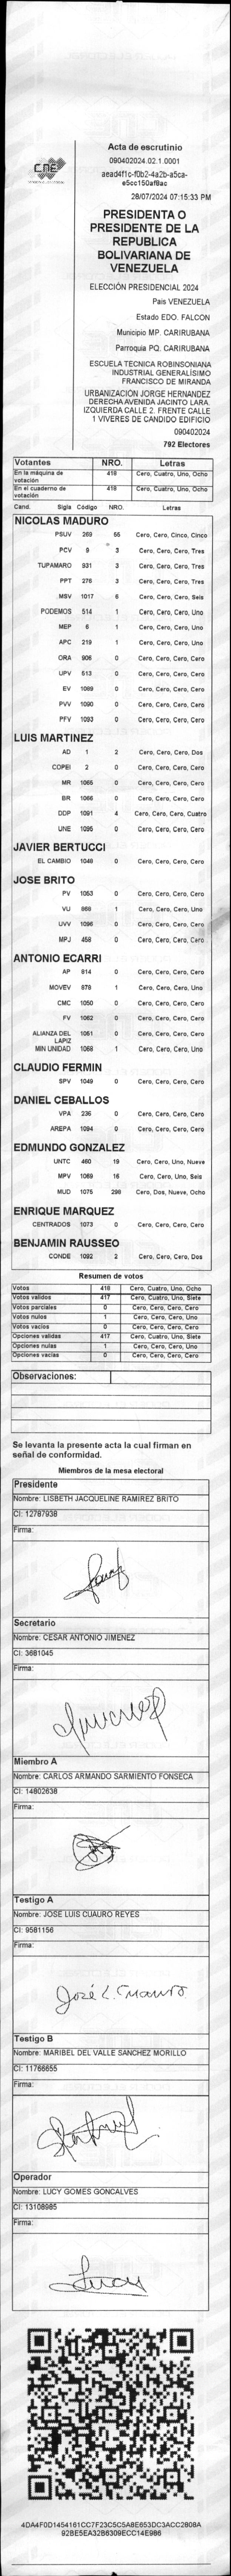 CNE
Acta de escrutinio
090402024.02.1.0001
aead4f1c-f0b2-4a2b-a5ca-
e5cc150af8ac
28/07/2024 07:15:33 PM
PRESIDENTA O
PRESIDENTE DE LA
REPUBLICA
BOLIVARIANA DE
VENEZUELA
ELECCIÓN PRESIDENCIAL 2024
Pais VENEZUELA
Estado EDO. FALCON
Municipio MP. CARIRUBANA
Parroquia PQ. CARIRUBANA
ESCUELA TECNICA ROBINSONIANA
INDUSTRIAL GENERALÍSIMO
FRANCISCO DE MIRANDA
URBANIZACION JORGE HERNANDEZ
DERECHA AVENIDA JACINTO LARA.
IZQUIERDA CALLE 2. FRENTE CALLE
1 VIVERES DE CANDIDO EDIFICIO
090402024
792 Electores
Votantes NRO. Letras
En la máquina de votación 418 Cero, Cuatro, Uno, Ocho
En el cuaderno de votación 418 Cero, Cuatro, Uno, Ocho
Cand. Sigla Código NRO. Letras
NICOLAS MADURO
PSUV 269 55 Cero, Cero, Cinco, Cinco
PCV 9 3 Cero, Cero, Cero, Tres
TUPAMARO 931 3 Cero, Cero, Cero, Tres
PPT 276 3 Cero, Cero, Cero, Tres
MSV 1017 6 Cero, Cero, Cero, Seis
PODEMOS 514 1 Cero, Cero, Cero, Uno
MEP 6 1 Cero, Cero, Cero, Uno
APC 219 1 Cero, Cero, Cero, Uno
ORA 906 0 Cero, Cero, Cero, Cero
UPV 513 0 Cero, Cero, Cero, Cero
EV 1089 0 Cero, Cero, Cero, Cero
PVV 1090 0 Cero, Cero, Cero, Cero
PFV 1093 0 Cero, Cero, Cero, Cero
LUIS MARTINEZ
AD 1 2 Cero, Cero, Cero, Dos
COPEI 2 0 Cero, Cero, Cero, Cero
MR 1065 0 Cero, Cero, Cero, Cero
BR 1066 0 Cero, Cero, Cero, Cero
DDP 1091 4 Cero, Cero, Cero, Cuatro
UNE 1095 0 Cero, Cero, Cero, Cero
JAVIER BERTUCCI
EL CAMBIO 1048 0 Cero, Cero, Cero, Cero
JOSE BRITO
PV 1053 0 Cero, Cero, Cero, Cero
VU 868 1 Cero, Cero, Cero, Uno
UVV 1096 0 Cero, Cero, Cero, Cero
MPJ 458 0 Cero, Cero, Cero, Cero
ANTONIO ECARRI
AP 814 0 Cero, Cero, Cero, Cero
MOVEV 878 1 Cero, Cero, Cero, Uno
CMC 1050 0 Cero, Cero, Cero, Cero
FV 1062 0 Cero, Cero, Cero, Cero
ALIANZA DEL LAPIZ 1051 0 Cero, Cero, Cero, Cero
MIN UNIDAD 1068 1 Cero, Cero, Cero, Uno
CLAUDIO FERMIN
SPV 1049 0 Cero, Cero, Cero, Cero
DANIEL CEBALLOS
VPA 236 0 Cero, Cero, Cero, Cero
AREPA 1094 0 Cero, Cero, Cero, Cero
EDMUNDO GONZALEZ
UNTC 460 19 Cero, Cero, Uno, Nueve
MPV 1069 16 Cero, Cero, Uno, Seis
MUD 1075 298 Cero, Dos, Nueve, Ocho
ENRIQUE MARQUEZ
CENTRADOS 1073 0 Cero, Cero, Cero, Cero
BENJAMIN RAUSSEO
CONDE 1092 2 Cero, Cero, Cero, Dos
Resumen de votos
Votos 418 Cero, Cuatro, Uno, Ocho
Votos validos 417 Cero, Cuatro, Uno, Siete
Votos parciales 0 Cero, Cero, Cero, Cero
Votos nulos 1 Cero, Cero, Cero, Uno
Votos vacios 0 Cero, Cero, Cero, Cero
Opciones validas 417 Cero, Cuatro, Uno, Siete
Opciones nulas 1 Cero, Cero, Cero, Uno
Opciones vacias 0 Cero, Cero, Cero, Cero
Observaciones:
Se levanta la presente acta la cual firman en
señal de conformidad.
Miembros de la mesa electoral
Presidente
Nombre: LISBETH JACQUELINE RAMIREZ BRITO
CI: 12787938
Firma:
Secretario
Nombre: CESAR ANTONIO JIMENEZ
CI: 3681045
Firma:
Miembro A
Nombre: CARLOS ARMANDO SARMIENTO FONSECA
CI: 14802638
Firma:
Testigo A
Nombre: JOSE LUIS CUAURO REYES
CI: 9581156
Firma:
José L. Cuauro
Testigo B
Nombre: MARIBEL DEL VALLE SANCHEZ MORILLO
CI: 11766655
Firma:
Operador
Nombre: LUCY GOMES GONCALVES
CI: 13108985
Firma:
Lucy
4DA4F0D1454161CC7F23C5C5A8E653DC3ACC2808A
92BE5EA32B6309ECC14E986